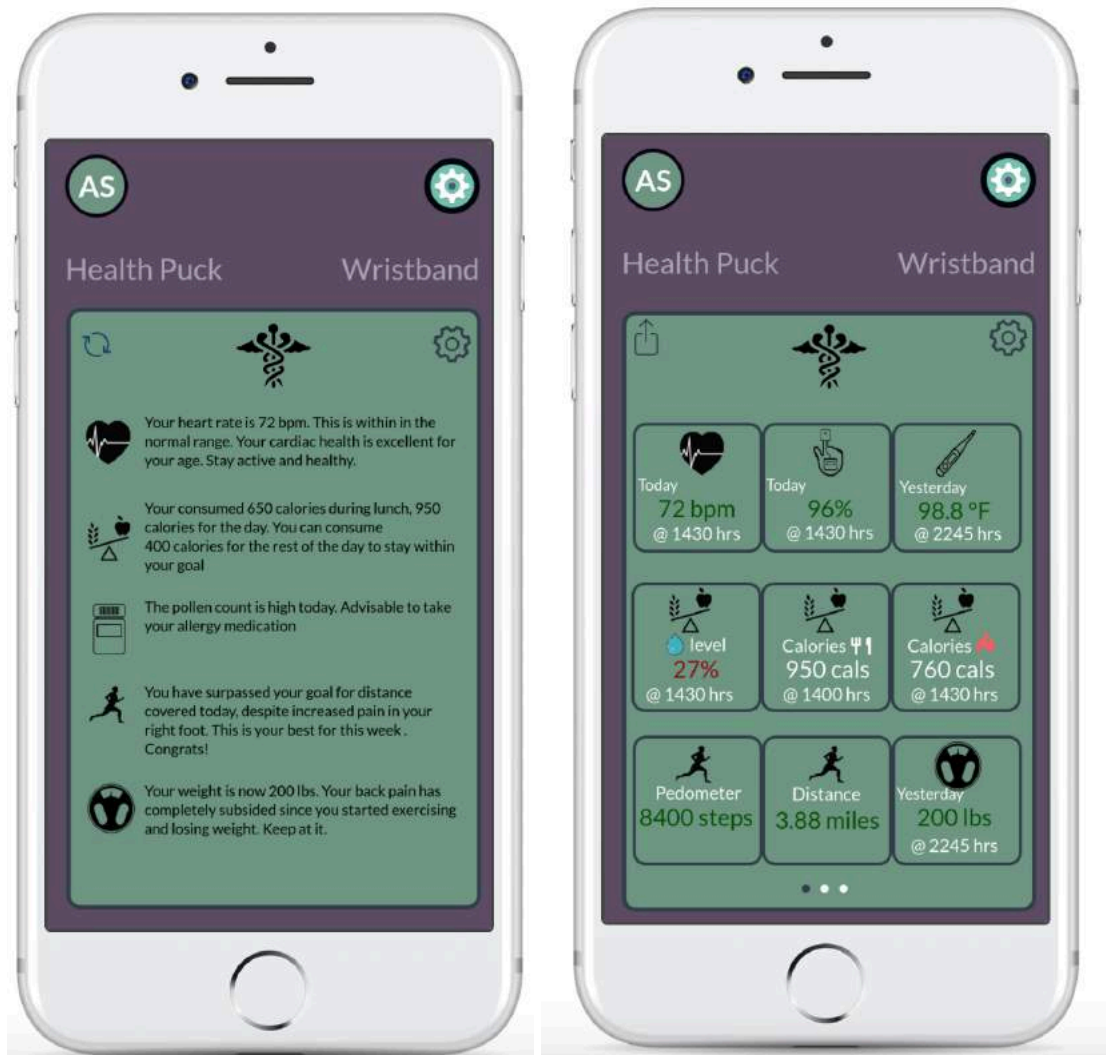 AS
Health Puck Wristband
Your heart rate is 72 bpm. This is within in the
normal range. Your cardiac health is excellent for
your age. Stay active and healthy.
Your consumed 650 calories during lunch, 950
calories for the day. You can consume
400 calories for the rest of the day to stay within
your goal
The pollen count is high today. Advisable to take
your allergy medication
You have surpassed your goal for distance
covered today, despite increased pain in your
right foot. This is your best for this week .
Congrats!
Your weight is now 200 lbs. Your back pain has
completely subsided since you started exercising
and losing weight. Keep at it.
AS
Health Puck Wristband
Today
72 bpm
@ 1430 hrs
Today
96%
@ 1430 hrs
Yesterday
98.8 °F
@ 2245 hrs
level
27%
@ 1430 hrs
Calories
950 cals
@ 1400 hrs
Calories
760 cals
@ 1430 hrs
Pedometer
8400 steps
Distance
3.88 miles
Yesterday
200 lbs
@ 2245 hrs